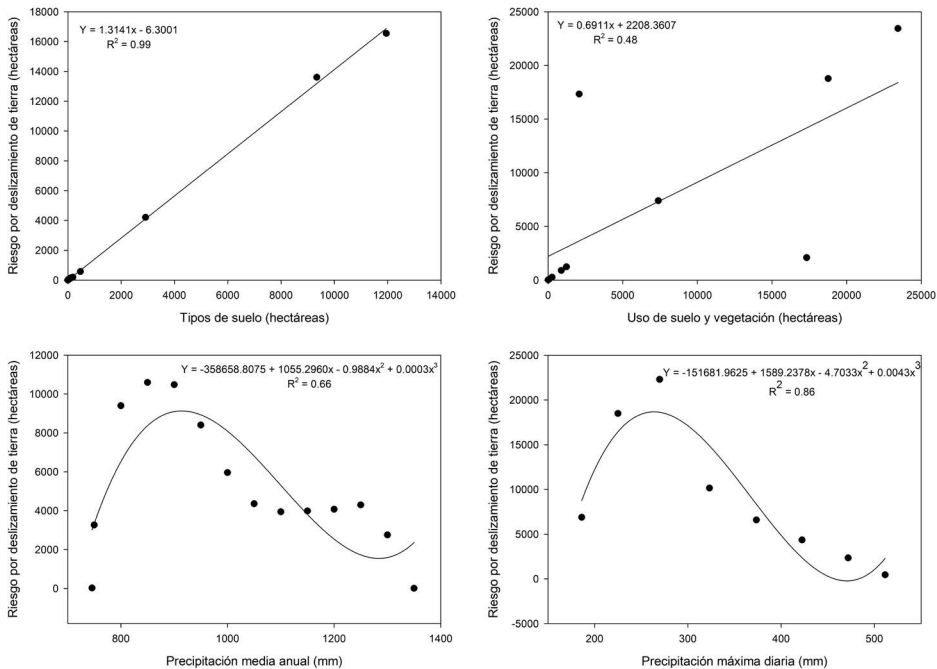 Y = 1.3141x - 6.3001
R² = 0.99
18000
16000
14000
12000
10000
8000
6000
4000
2000
0
0 2000 4000 6000 8000 10000 12000 14000
Riesgo por deslizamiento de tierra (hectáreas)
Tipos de suelo (hectáreas)
Y = 0.6911x + 2208.3607
R² = 0.48
25000
20000
15000
10000
5000
0
0 5000 10000 15000 20000 25000
Reisgo por deslizamiento de tierra (hectáreas)
Uso de suelo y vegetación (hectáreas)
Y = -358658.8075 + 1055.2960x - 0.9884x² + 0.0003x³
R² = 0.66
12000
10000
8000
6000
4000
2000
0
800 1000 1200 1400
Riesgo por deslizamiento de tierra (hectáreas)
Precipitación media anual (mm)
Y = -151681.9625 + 1589.2378x - 4.7033x² + 0.0043x³
R² = 0.86
25000
20000
15000
10000
5000
0
-5000
200 300 400 500
Riesgo por deslizamiento de tierra (hectáreas)
Precipitación máxima diaria (mm)